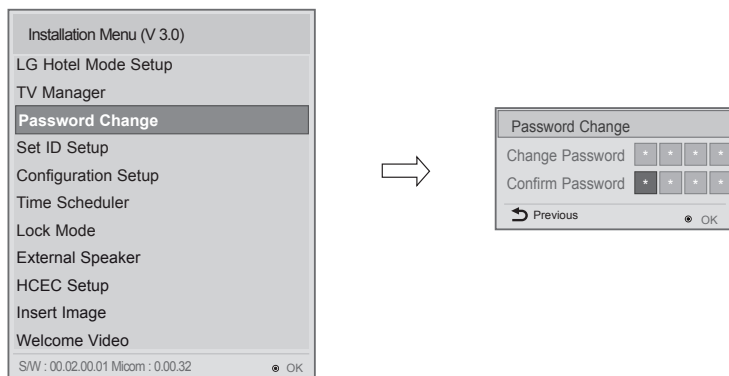 Installation Menu (V 3.0)
LG Hotel Mode Setup
TV Manager
Password Change
Set ID Setup
Configuration Setup
Time Scheduler
Lock Mode
External Speaker
HCEC Setup
Insert Image
Welcome Video
S/W : 00.02.00.01 Micom : 0.00.32 ◉ OK
Password Change
Change Password * * * *
Confirm Password * * * *
Previous ◉ OK